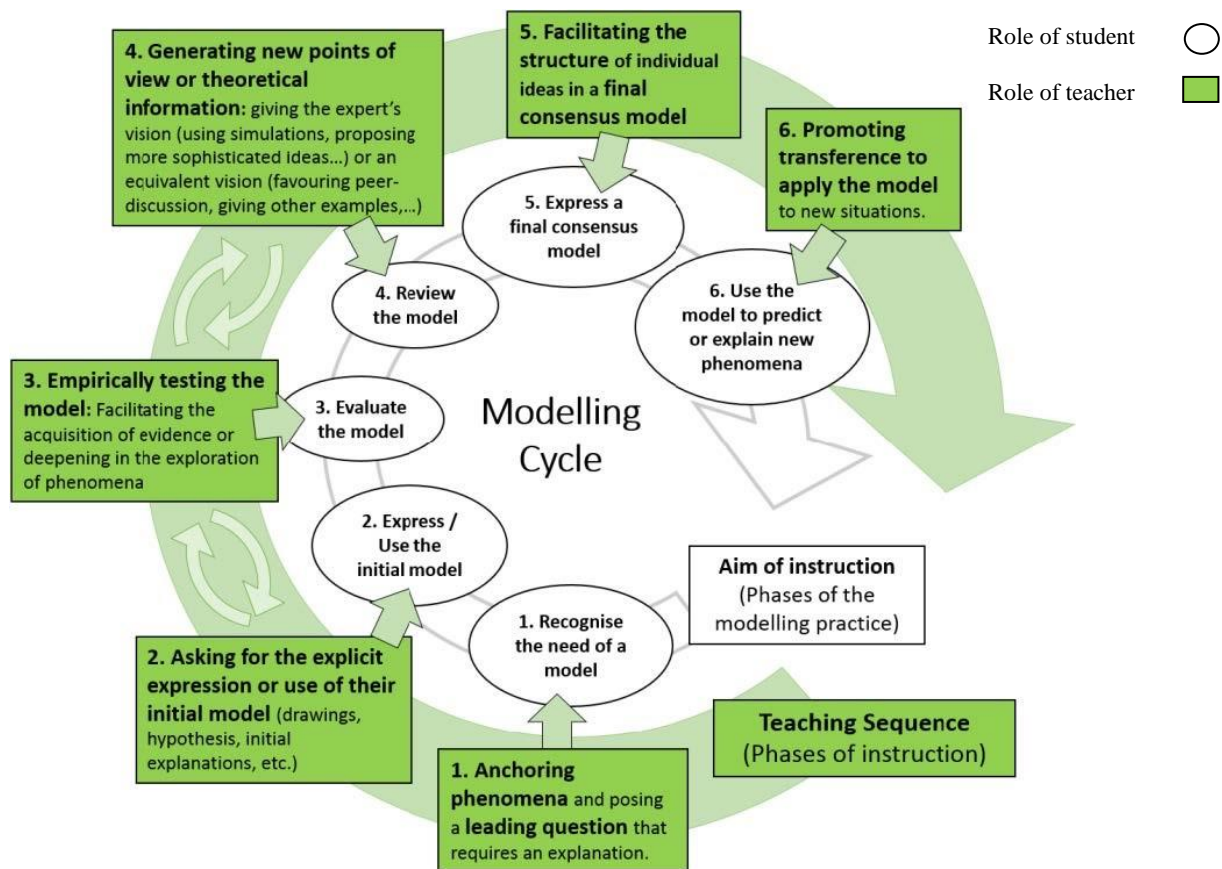 Role of student
Role of teacher
4. Generating new points of
view or theoretical
information: giving the expert's
vision (using simulations, proposing
more sophisticated ideas...) or an
equivalent vision (favouring peer-
discussion, giving other examples,...)
5. Facilitating the
structure of individual
ideas in a final
consensus model
6. Promoting
transference to
apply the model
to new situations.
5. Express a
final consensus
model
4. Review
the model
6. Use the
model to predict
or explain new
phenomena
3. Empirically testing the
model: Facilitating the
acquisition of evidence or
deepening in the exploration
of phenomena
3. Evaluate
the model
Modelling
Cycle
2. Express /
Use the
initial model
Aim of instruction
(Phases of the
modelling practice)
1. Recognise
the need of a
model
2. Asking for the explicit
expression or use of their
initial model (drawings,
hypothesis, initial
explanations, etc.)
Teaching Sequence
(Phases of instruction)
1. Anchoring
phenomena and posing
a leading question that
requires an explanation.